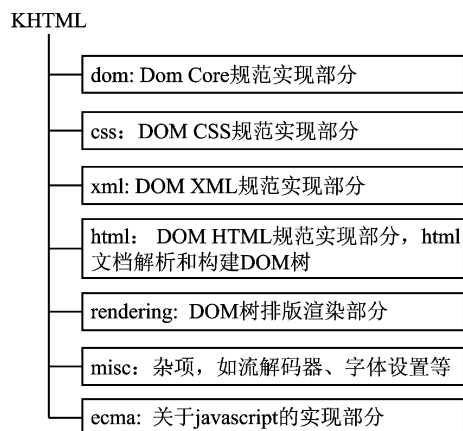 KHTML
dom: Dom Core规范实现部分
css：DOM CSS规范实现部分
xml: DOM XML规范实现部分
html： DOM HTML规范实现部分，html
文档解析和构建DOM树
rendering: DOM树排版渲染部分
misc：杂项，如流解码器、字体设置等
ecma: 关于javascript的实现部分